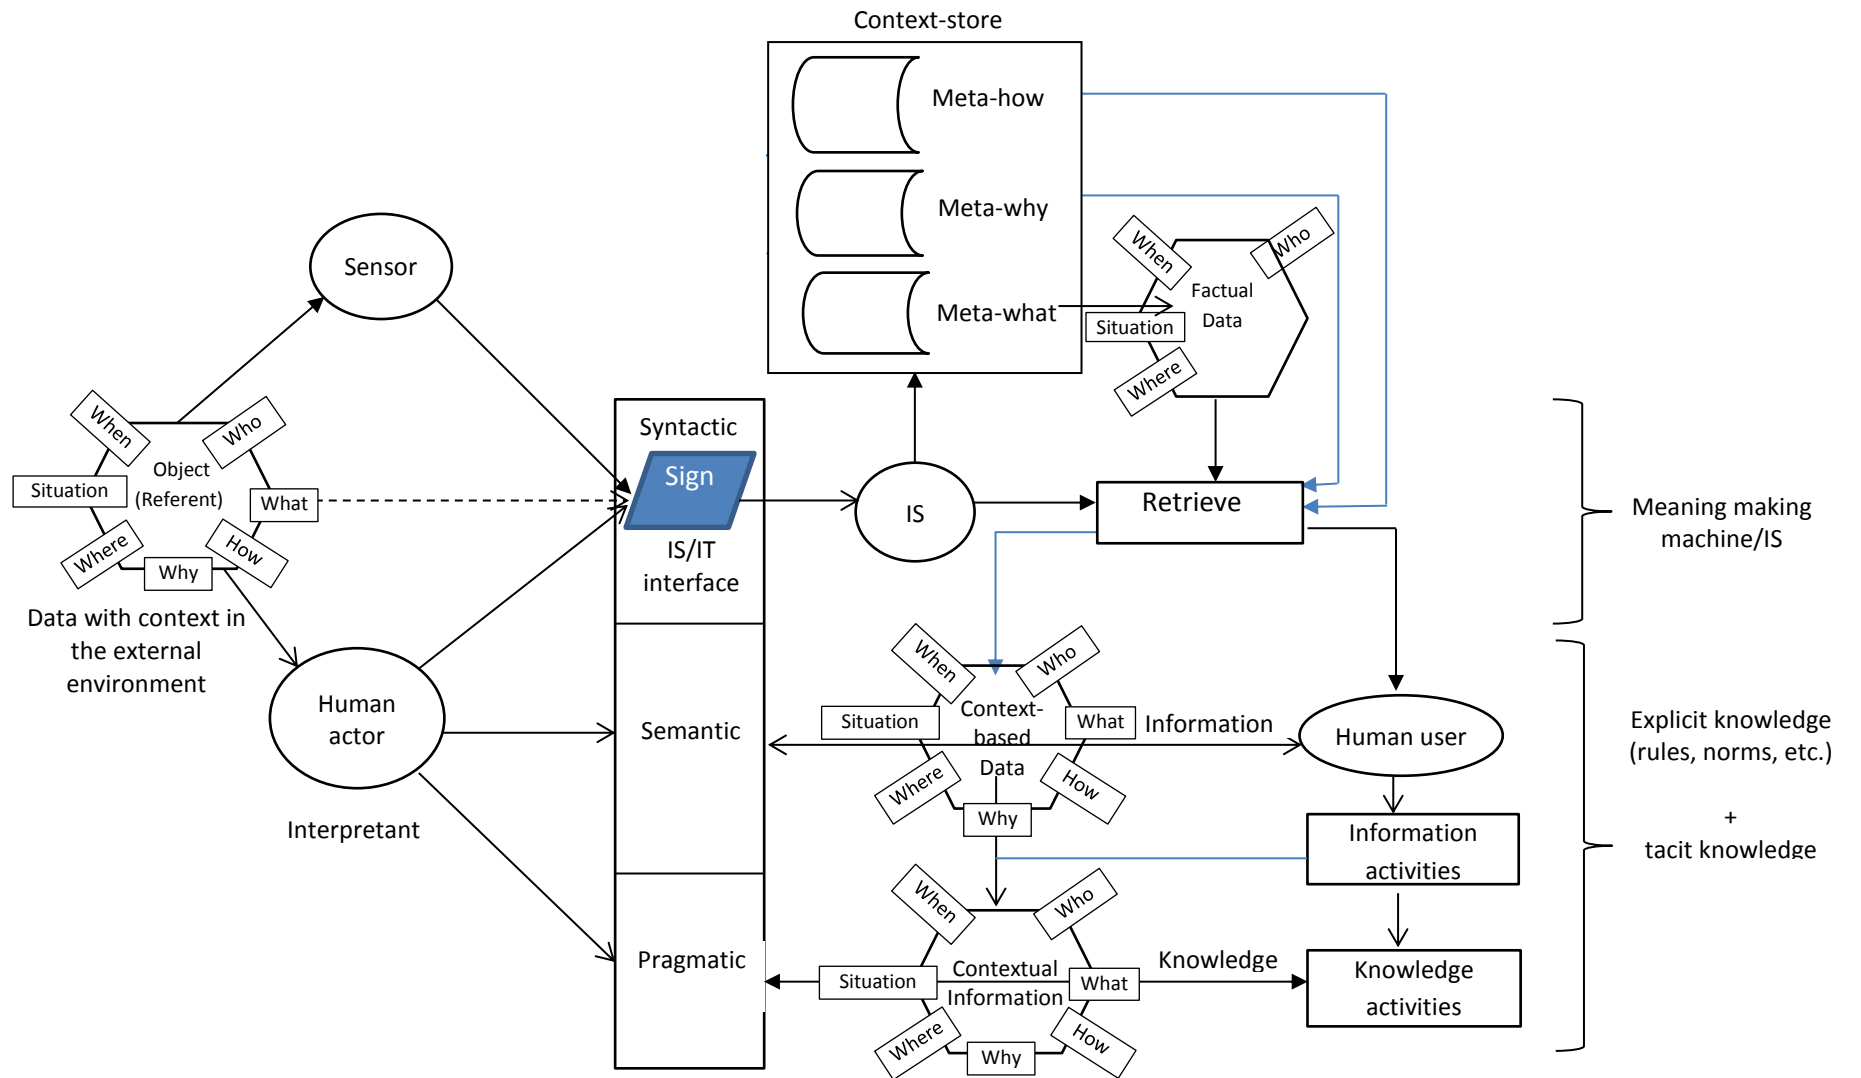 Context-store
Meta-how
Meta-why
Meta-what
When
Who
Factual
Data
Situation
Where
Sensor
When
Who
Object
(Referent)
Situation
What
Where
How
Why
Data with context in
the external
environment
Human
actor
Interpretant
Syntactic
Sign
IS/IT
interface
Semantic
Pragmatic
IS
Retrieve
When
Who
Situation
Context-
based
Data
What
Information
Where
How
Why
Human user
Information
activities
When
Who
Situation
Contextual
Information
What
Knowledge
Where
How
Why
Knowledge
activities
Meaning making
machine/IS
Explicit knowledge
(rules, norms, etc.)
+
tacit knowledge